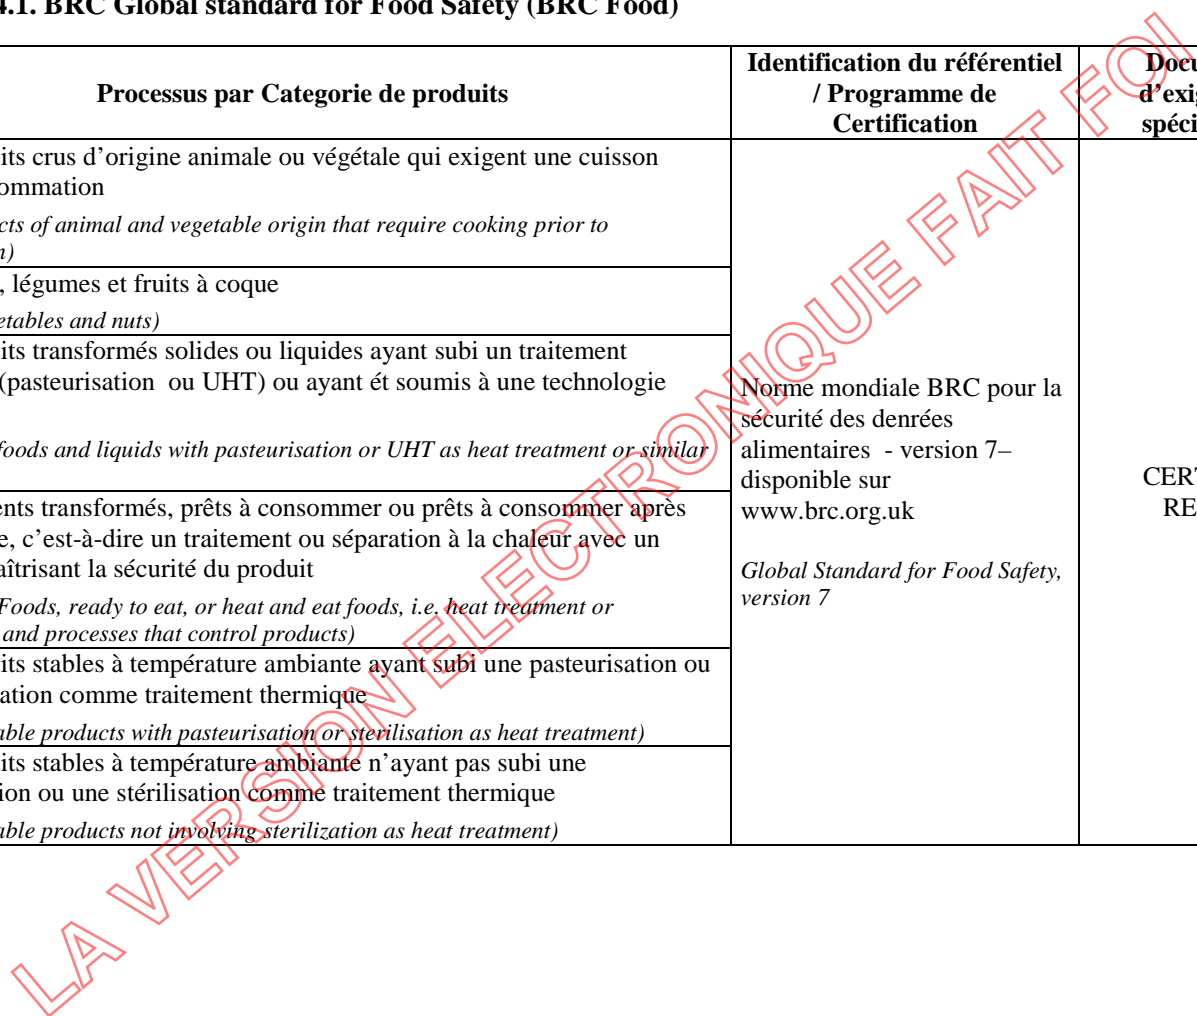 4.1. BRC Global standard for Food Safety (BRC Food)
Processus par Categorie de produits
Identification du référentiel
/ Programme de
Certification
Docu
d'exig
spéci
its crus d'origine animale ou végétale qui exigent une cuisson
ommation
cts of animal and vegetable origin that require cooking prior to
n)
, légumes et fruits à coque
etables and nuts)
its transformés solides ou liquides ayant subi un traitement
(pasteurisation ou UHT) ou ayant ét soumis à une technologie
foods and liquids with pasteurisation or UHT as heat treatment or similar
ents transformés, prêts à consommer ou prêts à consommer après
e, c'est-à-dire un traitement ou séparation à la chaleur avec un
aîtrisant la sécurité du produit
Foods, ready to eat, or heat and eat foods, i.e. heat treatment or
and processes that control products)
its stables à température ambiante ayant subi une pasteurisation ou
ation comme traitement thermique
able products with pasteurisation or sterilisation as heat treatment)
its stables à température ambiante n'ayant pas subi une
ion ou une stérilisation comme traitement thermique
able products not involving sterilization as heat treatment)
Norme mondiale BRC pour la
sécurité des denrées
alimentaires - version 7–
disponible sur
www.brc.org.uk
Global Standard for Food Safety,
version 7
CERT
RE
LA VERSION ELECTRONIQUE FAIT FOI